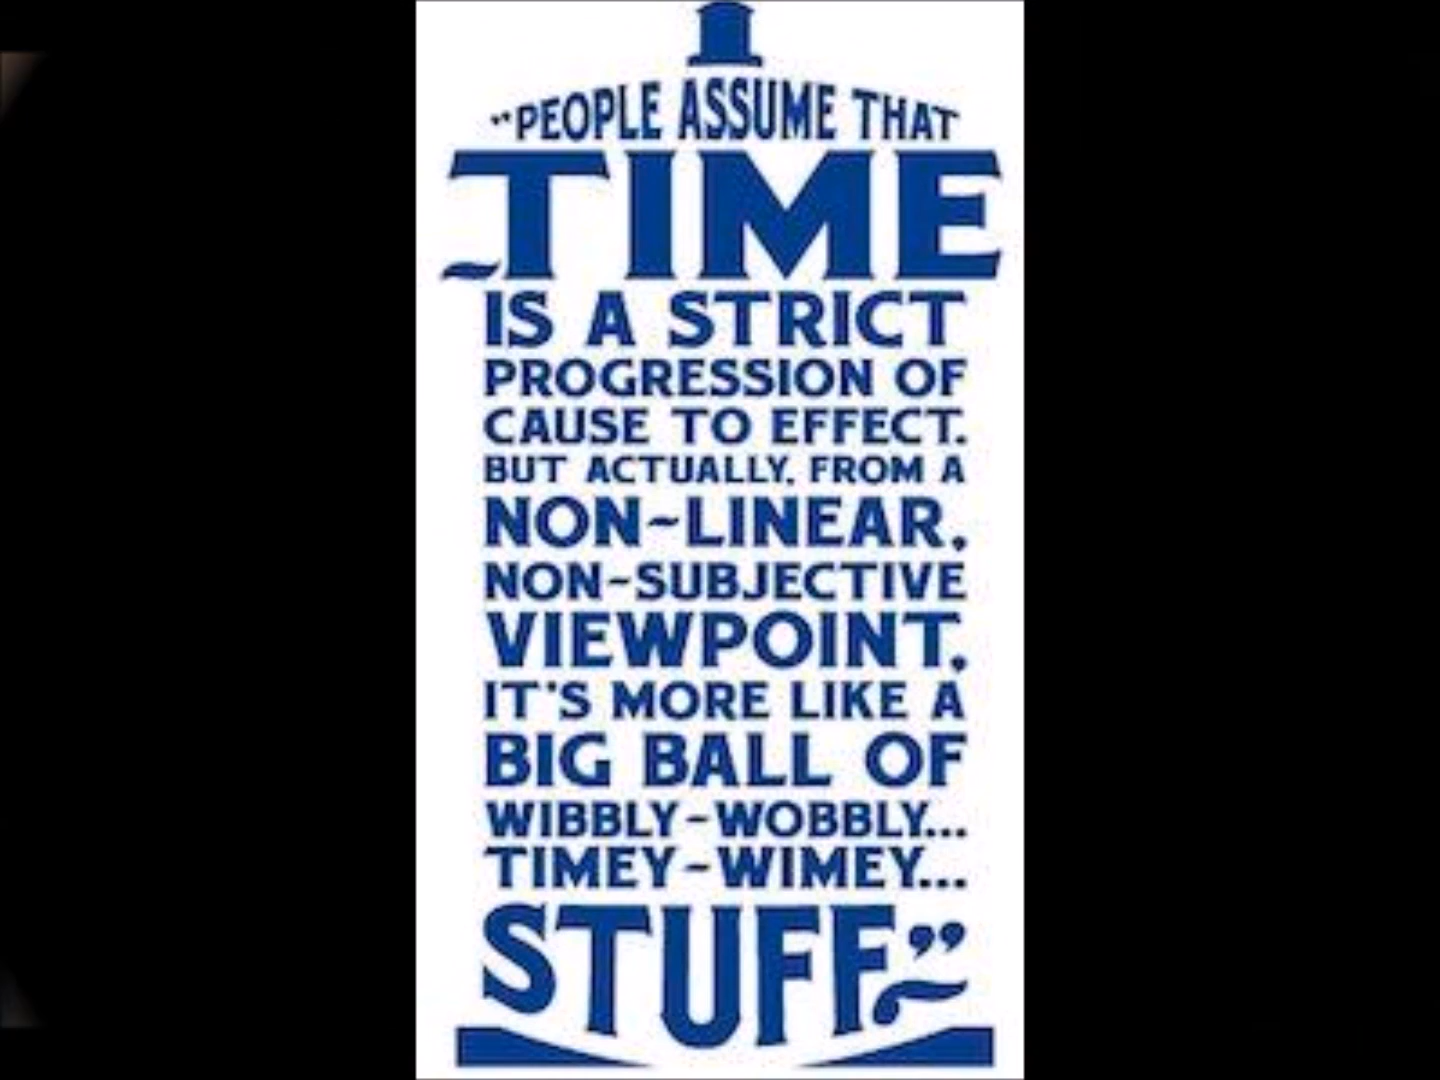 "PEOPLE ASSUME THAT
TIME
IS A STRICT
PROGRESSION OF
CAUSE TO EFFECT.
BUT ACTUALLY, FROM A
NON-LINEAR,
NON-SUBJECTIVE
VIEWPOINT,
IT'S MORE LIKE A
BIG BALL OF
WIBBLY-WOBBLY...
TIMEY-WIMEY...
STUFF."